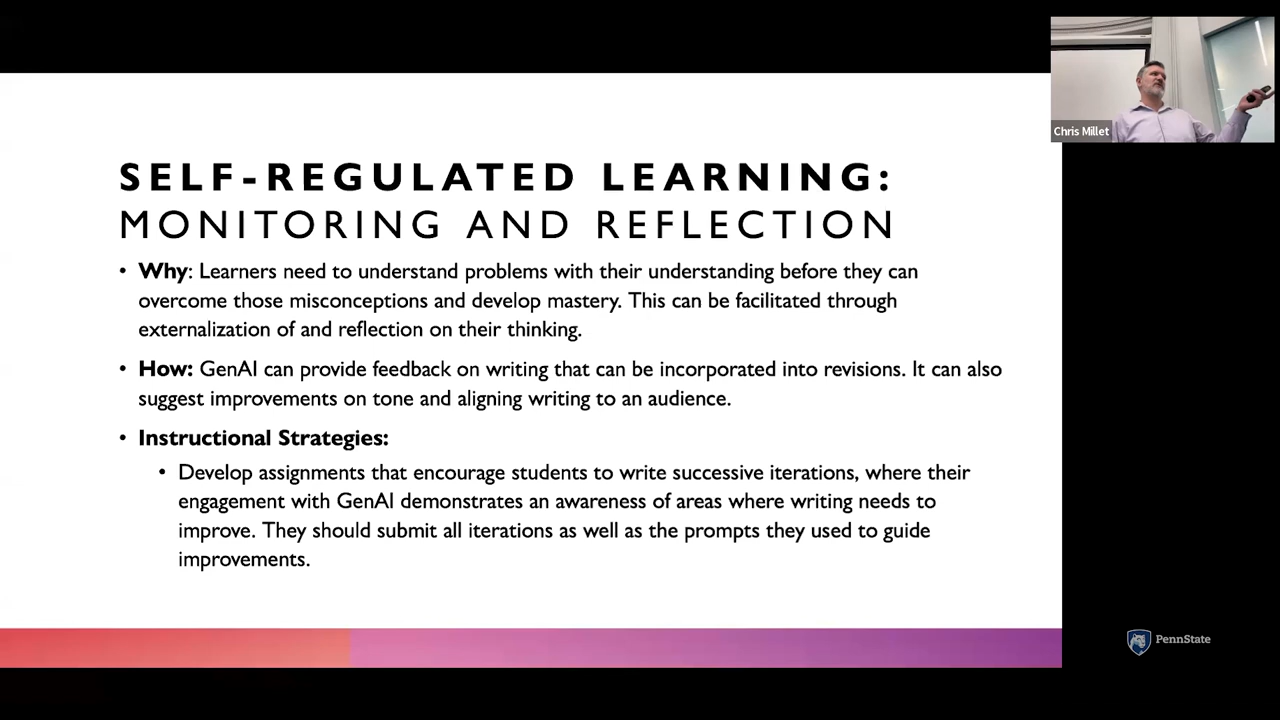 SELF-REGULATED LEARNING:
MONITORING AND REFLECTION
• Why: Learners need to understand problems with their understanding before they can
overcome those misconceptions and develop mastery. This can be facilitated through
externalization of and reflection on their thinking.
• How: GenAI can provide feedback on writing that can be incorporated into revisions. It can also
suggest improvements on tone and aligning writing to an audience.
• Instructional Strategies:
• Develop assignments that encourage students to write successive iterations, where their
engagement with GenAI demonstrates an awareness of areas where writing needs to
improve. They should submit all iterations as well as the prompts they used to guide
improvements.
Chris Millet
PennState